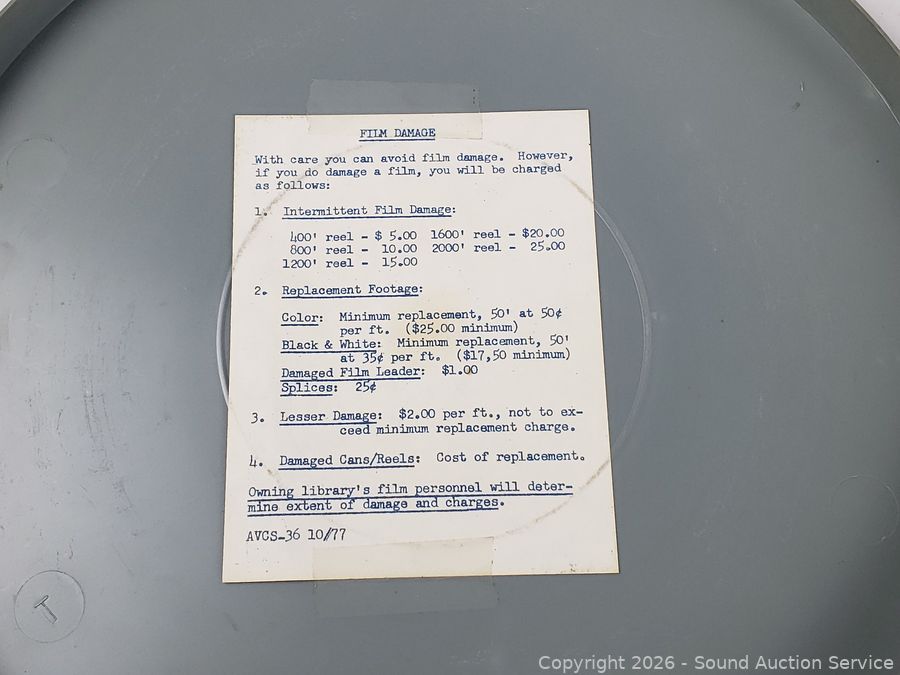 FILM DAMAGE
With care you can avoid film damage. However,
if you do damage a film, you will be charged
as follows:
1. Intermittent Film Damage:
400' reel - $ 5.00 1600' reel - $20.00
800' reel - 10.00 2000' reel - 25.00
1200' reel - 15.00
2. Replacement Footage:
Color: Minimum replacement, 50' at 50¢
per ft. ($25.00 minimum)
Black & White: Minimum replacement, 50'
at 35¢ per ft. ($17,50 minimum)
Damaged Film Leader: $1.00
Splices: 25¢
3. Lesser Damage: $2.00 per ft., not to ex-
ceed minimum replacement charge.
4. Damaged Cans/Reels: Cost of replacement.
Owning library's film personnel will deter-
mine extent of damage and charges.
AVCS-36 10/77
T
Copyright 2026 - Sound Auction Service